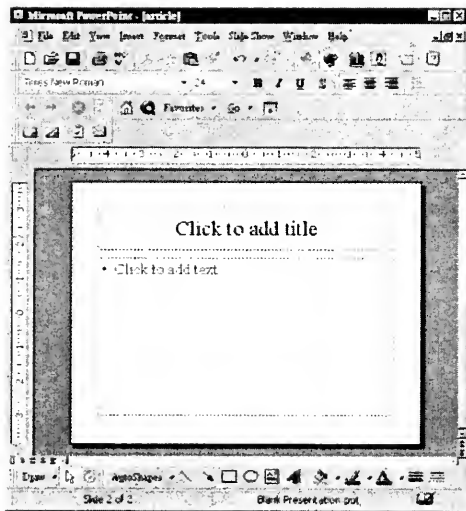 Microsoft PowerPoint - [article]
File Edit View Insert Format Tools Slide Show Window Help
Times New Roman 24 B I U S
Favorites Go
Click to add title
• Click to add text
Draw AutoShapes
Slide 2 of 2 Blank Presentation.pot